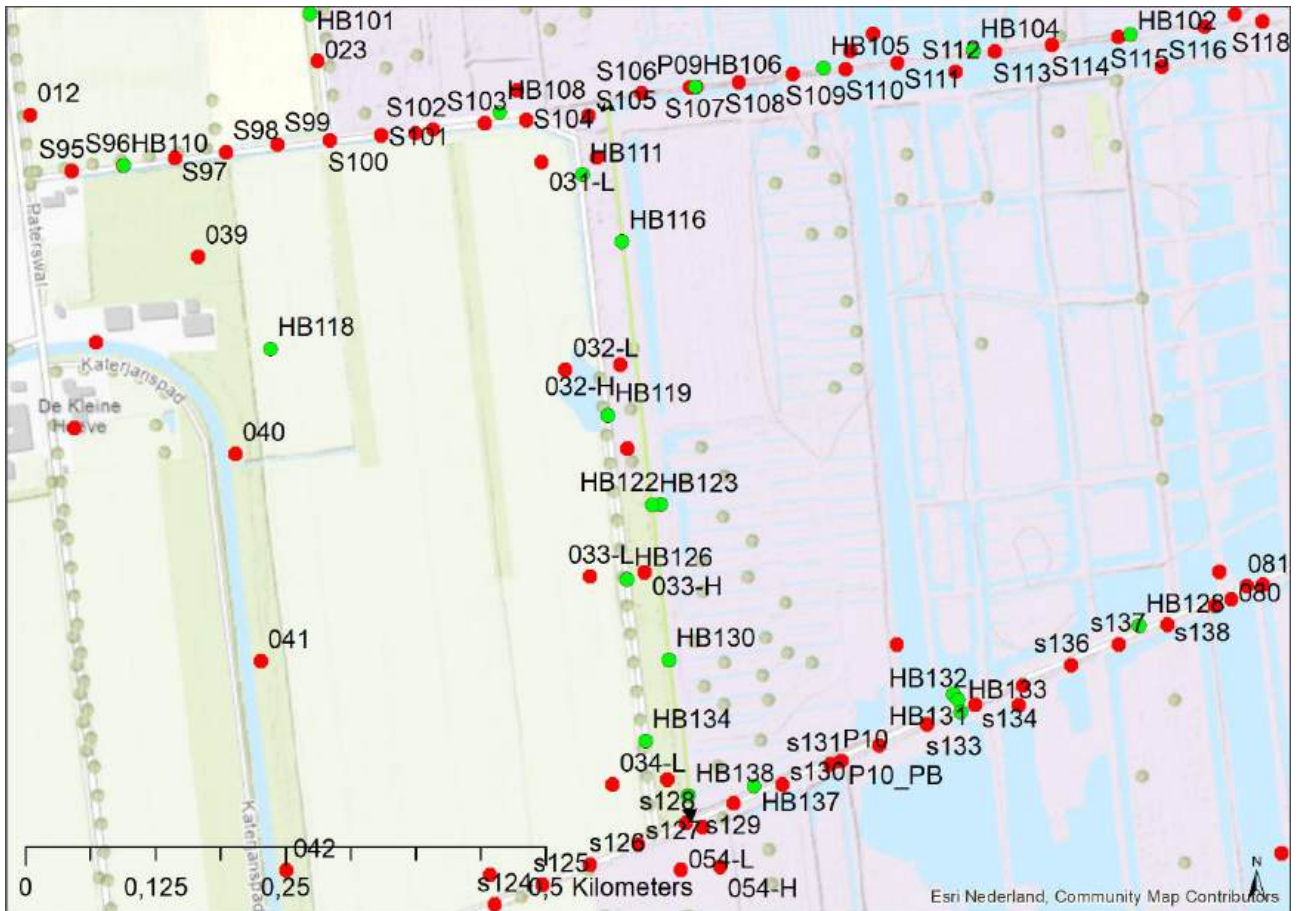 HB101
HB102
HB104
HB105
S112
S118
S116
S115
S114
S113
S111
S110
S109
S108
S107
023
S106
P09
HB106
012
S102
S103
HB108
S105
S104
S101
S100
S99
S98
S97
S95
S96
HB110
HB111
031-L
Paterswal
039
HB116
HB118
032-L
Katerjanspad
032-H
HB119
De Kleine
040
HB122
HB123
033-L
HB126
033-H
081
080
HB128
s137
s138
s136
041
HB130
HB132
HB133
s134
HB131
s133
HB134
s131
P10
034-L
HB138
s130
P10_PB
HB137
s128
s127
s129
s126
Katerjanspad
042
s125
054-L
s124
054-H
0
0,125
0,25
0,5 Kilometers
N
Esri Nederland, Community Map Contributors